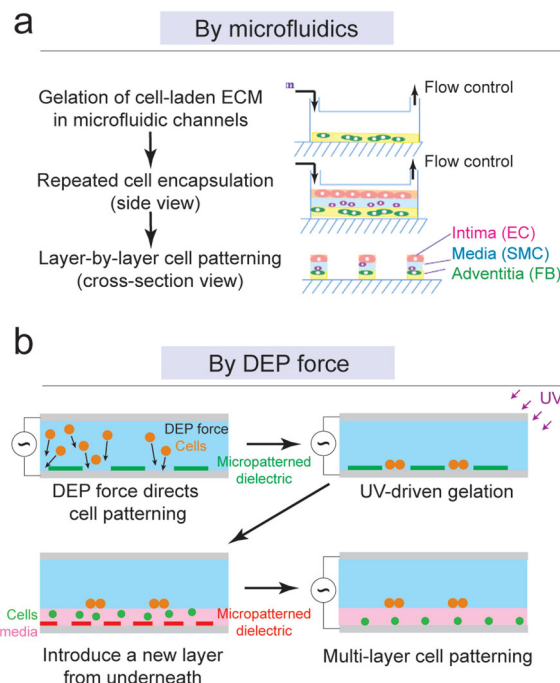 a
By microfluidics
Gelation of cell-laden ECM
in microfluidic channels
Flow control
Repeated cell encapsulation
(side view)
Flow control
Layer-by-layer cell patterning
(cross-section view)
Intima (EC)
Media (SMC)
Adventitia (FB)
b
By DEP force
UV
DEP force
Cells
Micropatterned
dielectric
DEP force directs
cell patterning
UV-driven gelation
Cells
media
Micropatterned
dielectric
Introduce a new layer
from underneath
Multi-layer cell patterning